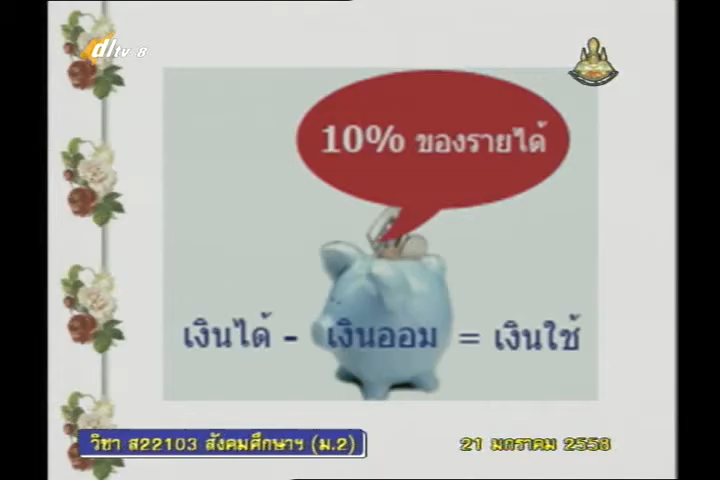 dltv-8
10% ของรายได้
เงินได้ - เงินออม = เงินใช้
วิชา ส22103 สังคมศึกษาฯ (ม.2)
21 มกราคม 2558